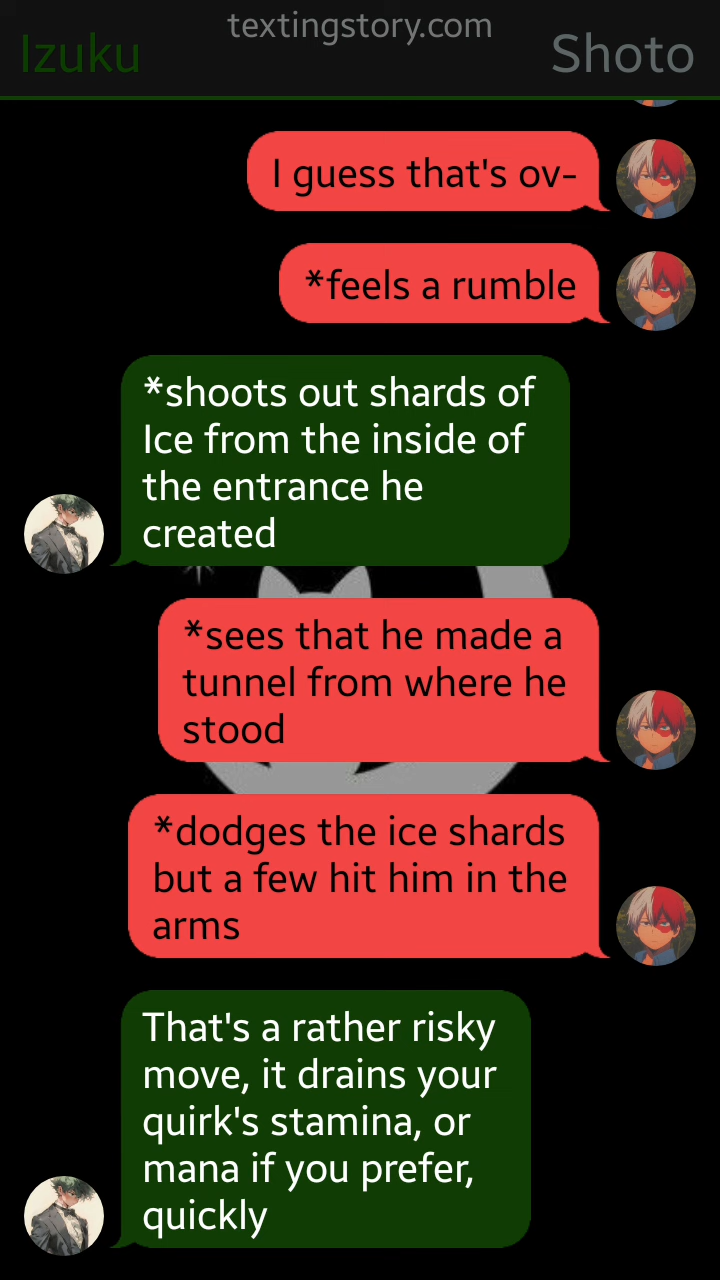 textingstory.com
Izuku
Shoto
I guess that's ov-
*feels a rumble
*shoots out shards of
Ice from the inside of
the entrance he
created
*sees that he made a
tunnel from where he
stood
*dodges the ice shards
but a few hit him in the
arms
That's a rather risky
move, it drains your
quirk's stamina, or
mana if you prefer,
quickly